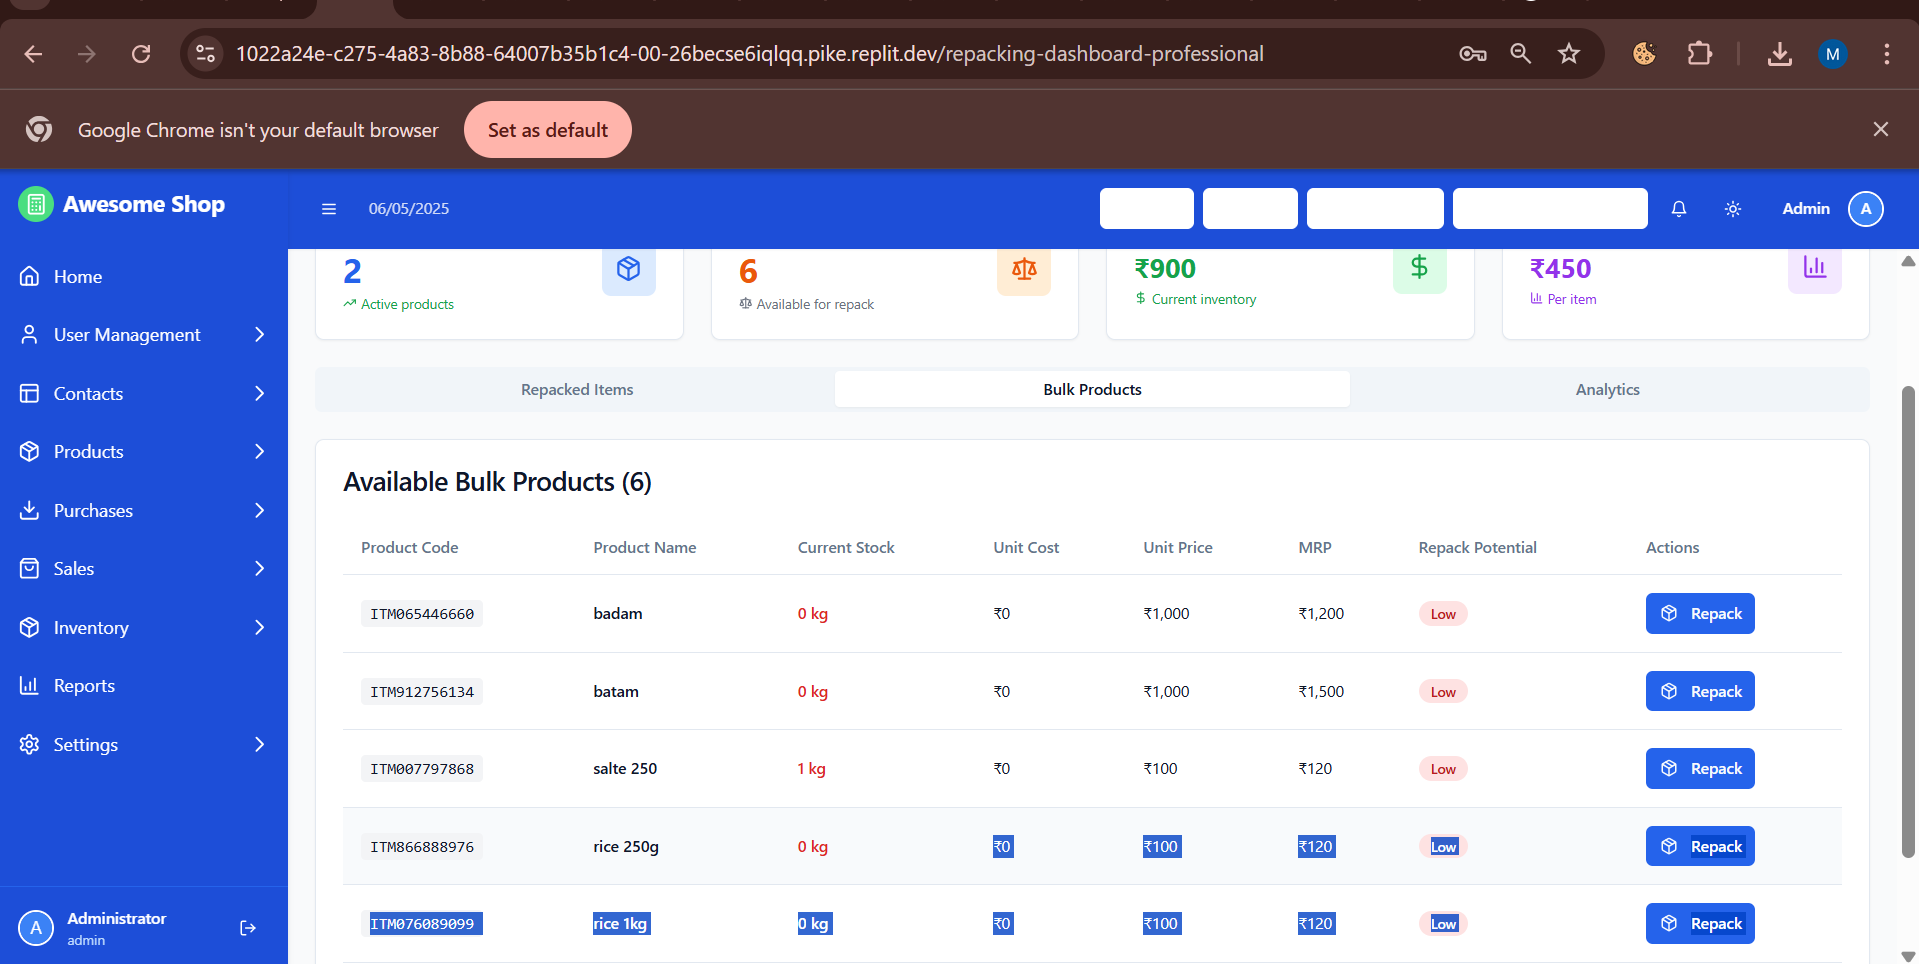 1022a24e-c275-4a83-8b88-64007b35b1c4-00-26becse6iqlqq.pike.replit.dev/repacking-dashboard-professional
M
Google Chrome isn't your default browser
Set as default
Awesome Shop
06/05/2025
Admin
A
Home
User Management
Contacts
Products
Purchases
Sales
Inventory
Reports
Settings
A
Administrator
admin
2
Active products
6
Available for repack
₹900
$ Current inventory
₹450
Per item
Repacked Items
Bulk Products
Analytics
Available Bulk Products (6)
Product Code Product Name Current Stock Unit Cost Unit Price MRP Repack Potential Actions
ITM065446660 badam 0 kg ₹0 ₹1,000 ₹1,200 Low Repack
ITM912756134 batam 0 kg ₹0 ₹1,000 ₹1,500 Low Repack
ITM007797868 salte 250 1 kg ₹0 ₹100 ₹120 Low Repack
ITM866888976 rice 250g 0 kg ₹0 ₹100 ₹120 Low Repack
ITM076089099 rice 1kg 0 kg ₹0 ₹100 ₹120 Low Repack